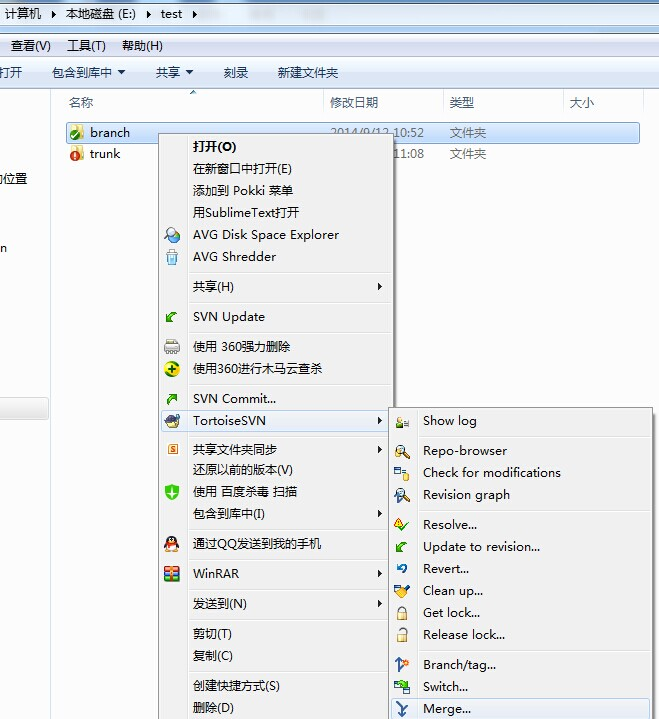 计算机 ▸ 本地磁盘 (E:) ▸ test ▸
查看(V) 工具(T) 帮助(H)
打开 包含到库中 共享 刻录 新建文件夹
名称 修改日期 类型 大小
branch 2014/9/12 10:52 文件夹
trunk 11:08 文件夹
的位置
n
打开(O)
在新窗口中打开(E)
添加到 Pokki 菜单
用SublimeText打开
AVG Disk Space Explorer
AVG Shredder
共享(H)
SVN Update
使用 360强力删除
使用360进行木马云查杀
SVN Commit...
TortoiseSVN
共享文件夹同步
还原以前的版本(V)
使用 百度杀毒 扫描
包含到库中(I)
通过QQ发送到我的手机
WinRAR
发送到(N)
剪切(T)
复制(C)
创建快捷方式(S)
删除(D)
Show log
Repo-browser
Check for modifications
Revision graph
Resolve...
Update to revision...
Revert...
Clean up...
Get lock...
Release lock...
Branch/tag...
Switch...
Merge...